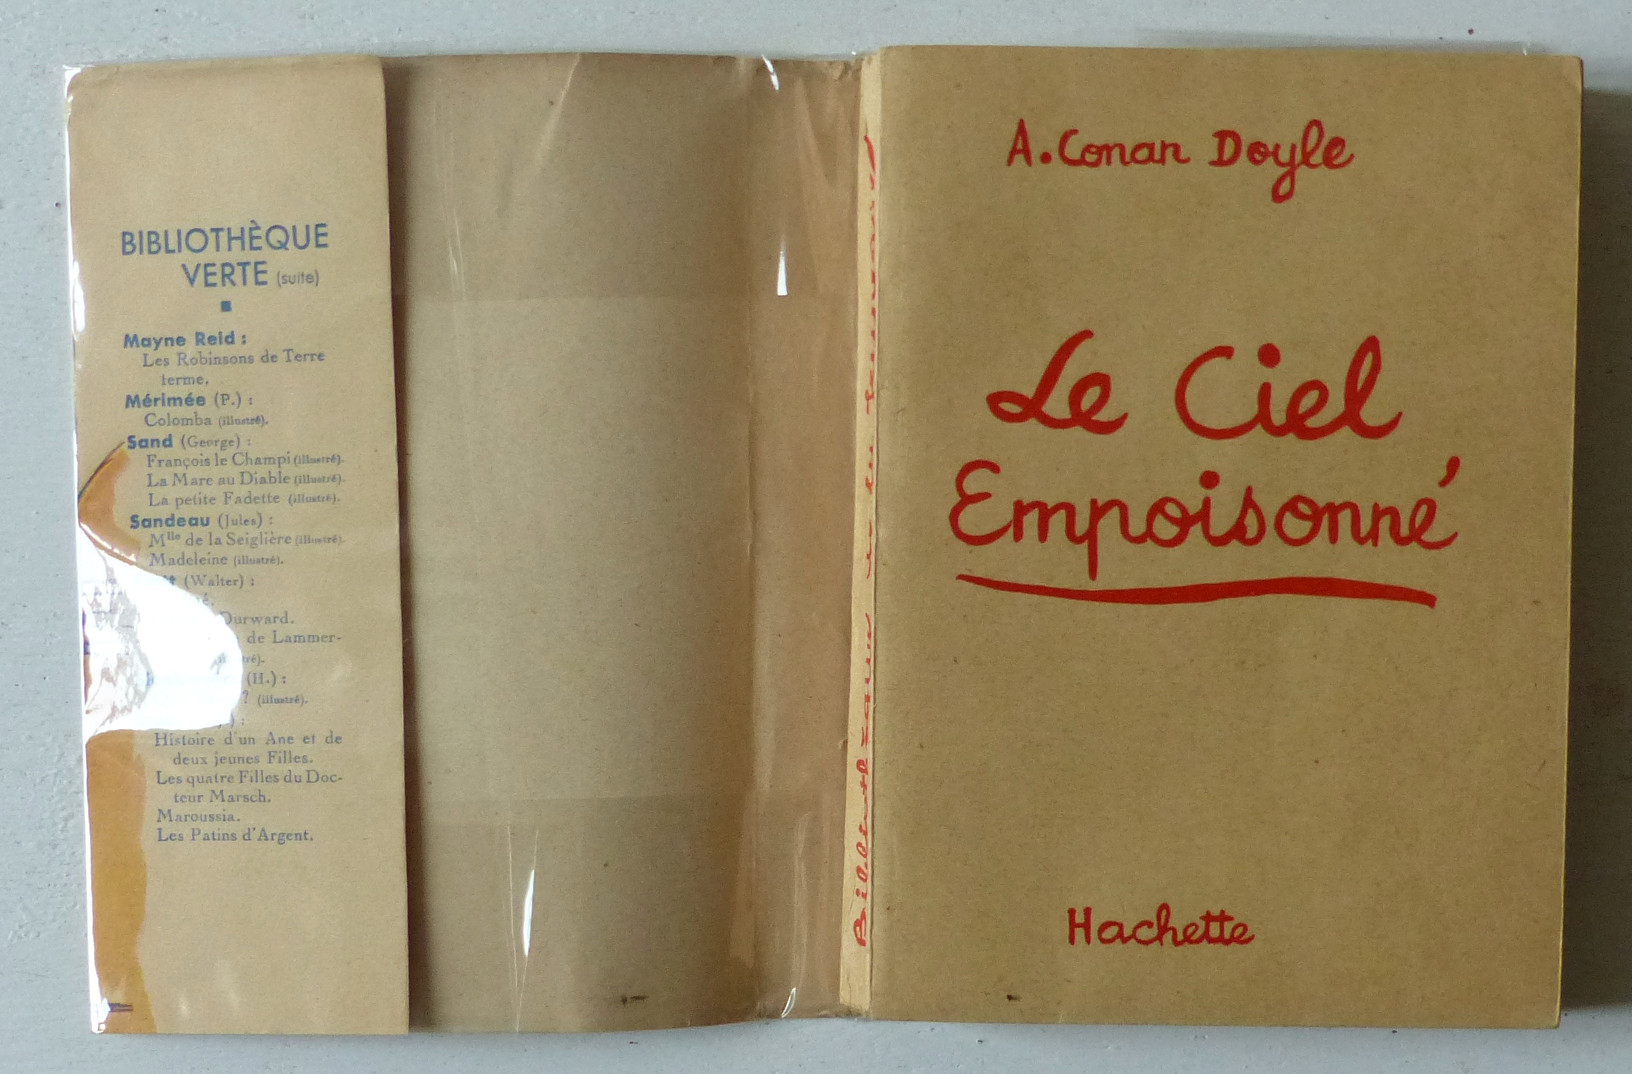 BIBLIOTHÈQUE
VERTE (suite)
Mayne Reid :
Les Robinsons de Terre
ferme.
Mérimée (P.) :
Colomba (illustré).
Sand (George) :
François le Champi (illustré).
La Mare au Diable (illustré).
La petite Fadette (illustré).
Sandeau (Jules) :
Mlle de la Seiglière (illustré).
Madeleine (illustré).
(Walter) :
Durward.
de Lammer-
(H.) :
? (illustré).
Histoire d'un Ane et de
deux jeunes Filles.
Les quatre Filles du Doc-
teur Marsch.
Maroussia.
Les Patins d'Argent.
A. Conan Doyle
Le Ciel
Empoisonné
Hachette